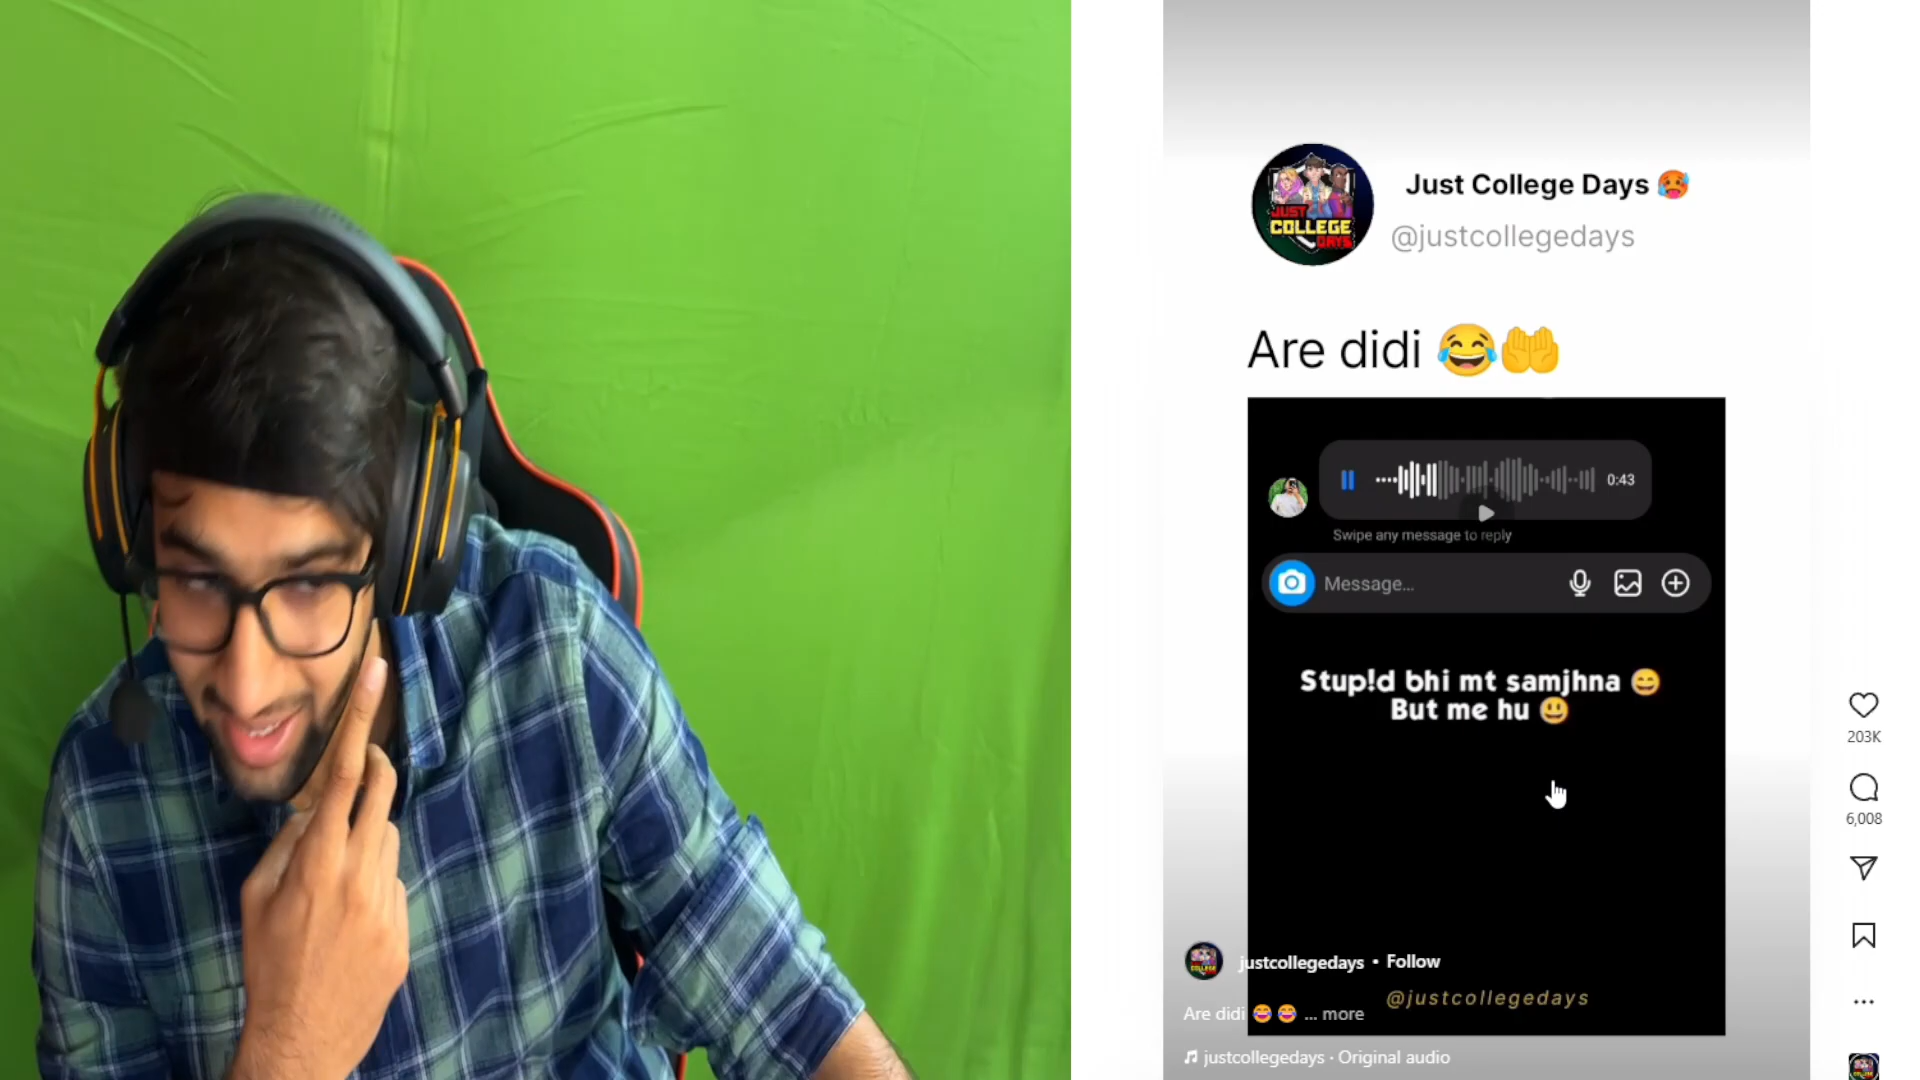 Just College Days 🥵
@justcollegedays
JUST
COLLEGE
DAYS
Are didi 😂🤲
0:43
Swipe any message to reply
Message...
Stup!d bhi mt samjhna 😄
But me hu 😃
203K
6,008
justcollegedays • Follow
@justcollegedays
Are didi 😂 😂 ... more
justcollegedays · Original audio